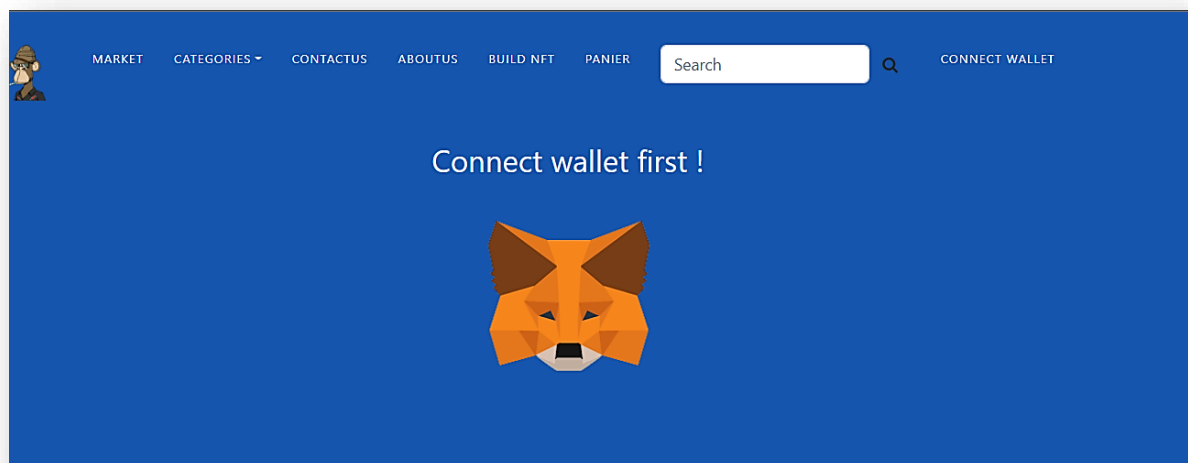 MARKET CATEGORIES CONTACTUS ABOUTUS BUILD NFT PANIER Search CONNECT WALLET
Connect wallet first !